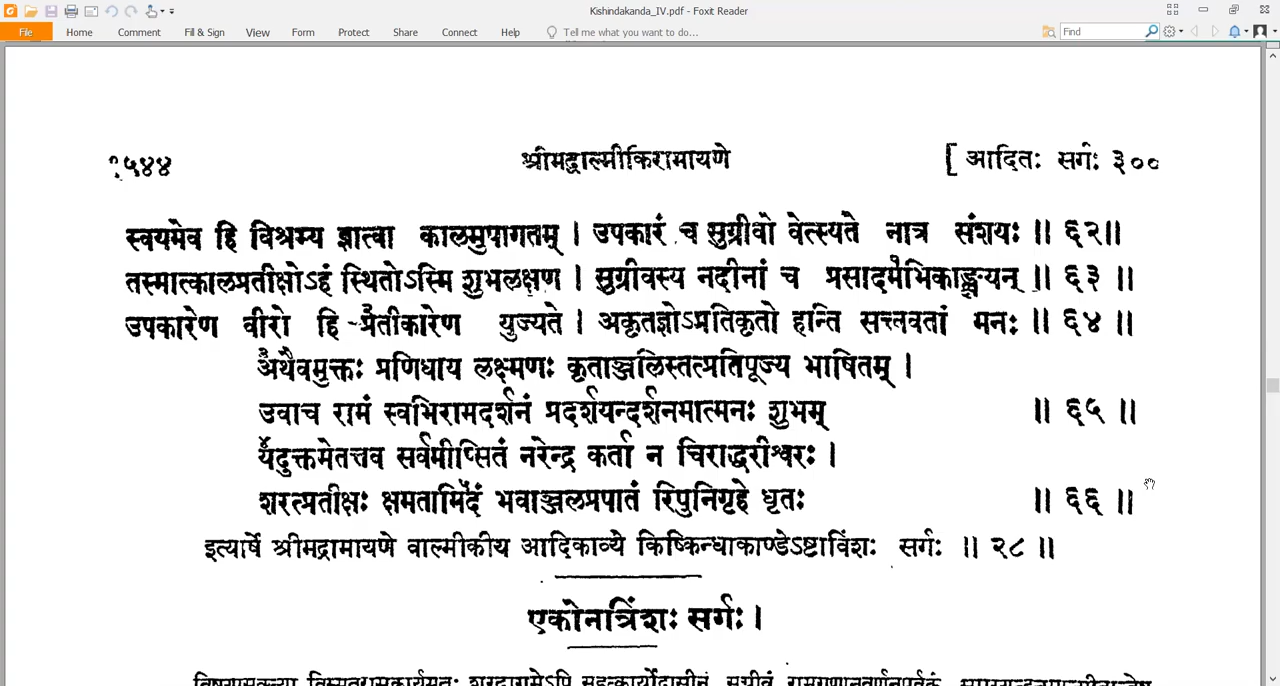 Kishindakanda_IV.pdf - Foxit Reader
File Home Comment Fill & Sign View Form Protect Share Connect Help Tell me what you want to do... Find
१५४४ श्रीमद्वाल्मीकिरामायणे [ आदितः सर्गः ३००
स्वयमेव हि विश्रम्य ज्ञात्वा कालमुपागतम् । उपकारं च सुग्रीवो वेत्स्यते नात्र संशयः ॥ ६२॥
तस्मात्कालप्रतीक्षोऽहं स्थितोऽस्मि शुभलक्षण । सुग्रीवस्य नदीनां च प्रसादमभिकाङ्क्षयन् ॥ ६३ ॥
उपकारेण वीरो हि प्रतीकारेण युज्यते । अकृतज्ञोऽप्रतिकृतो हन्ति सत्त्ववतां मनः ॥ ६४ ॥
अथैवमुक्तः प्रणिधाय लक्ष्मणः कृताञ्जलिस्तत्प्रतिपूज्य भाषितम् ।
उवाच रामं स्वभिरामदर्शनं प्रदर्शयन्दर्शनमात्मनः शुभम् ॥ ६५ ॥
यदुक्तमेतत्तव सर्वमीप्सितं नरेन्द्र कर्ता न चिराद्धरीश्वरः ।
शरत्प्रतीक्षः क्षमतामिदं भवाञ्जलप्रपातं रिपुनिग्रहे धृतः ॥ ६६ ॥
इत्यार्षे श्रीमद्रामायणे वाल्मीकीय आदिकाव्ये किष्किन्धाकाण्डेऽष्टाविंशः सर्गः ॥ २८ ॥
एकोनत्रिंशः सर्गः ।